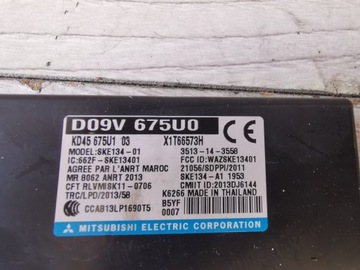 D09V 675U0
KD45 675U1 03 X1T66573H
MODEL:SKE134-01 3513-14-3558
IC:662F-SKE13401 FCC ID:WAZSKE13401
AGREE PAR L'ANRT MAROC 21056/SDPPI/2011
MR 8062 ANRT 2013 SKE134-A1 1953
CFT RLVMISK11-0706 CMIIT ID:2013DJ6144
TRC/LPD/2013/58 K6266 MADE IN THAILAND
CCAB13LP1690T5 B5YF
0007
MITSUBISHI ELECTRIC CORPORATION